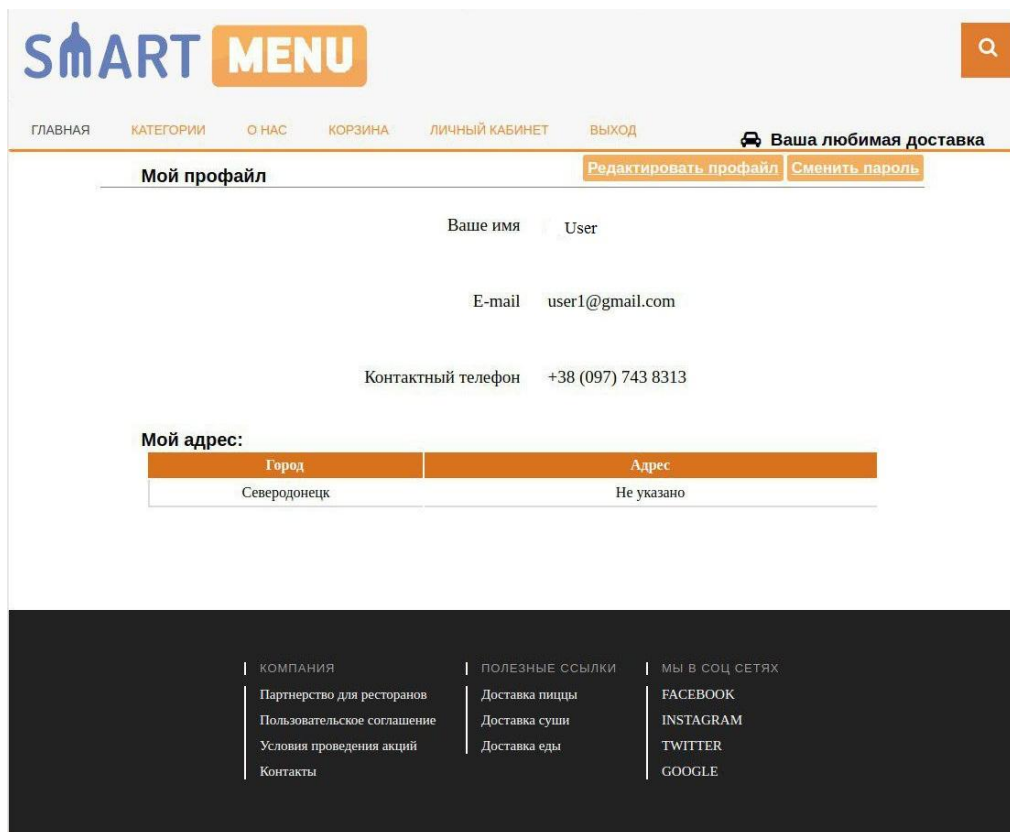 SMART MENU
ГЛАВНАЯ КАТЕГОРИИ О НАС КОРЗИНА ЛИЧНЫЙ КАБИНЕТ ВЫХОД Ваша любимая доставка
Мой профайл Редактировать профайл Сменить пароль
Ваше имя User
E-mail user1@gmail.com
Контактный телефон +38 (097) 743 8313
Мой адрес:
Город Адрес
Северодонецк Не указано
КОМПАНИЯ
Партнерство для ресторанов
Пользовательское соглашение
Условия проведения акций
Контакты
ПОЛЕЗНЫЕ ССЫЛКИ
Доставка пиццы
Доставка суши
Доставка еды
МЫ В СОЦ СЕТЯХ
FACEBOOK
INSTAGRAM
TWITTER
GOOGLE